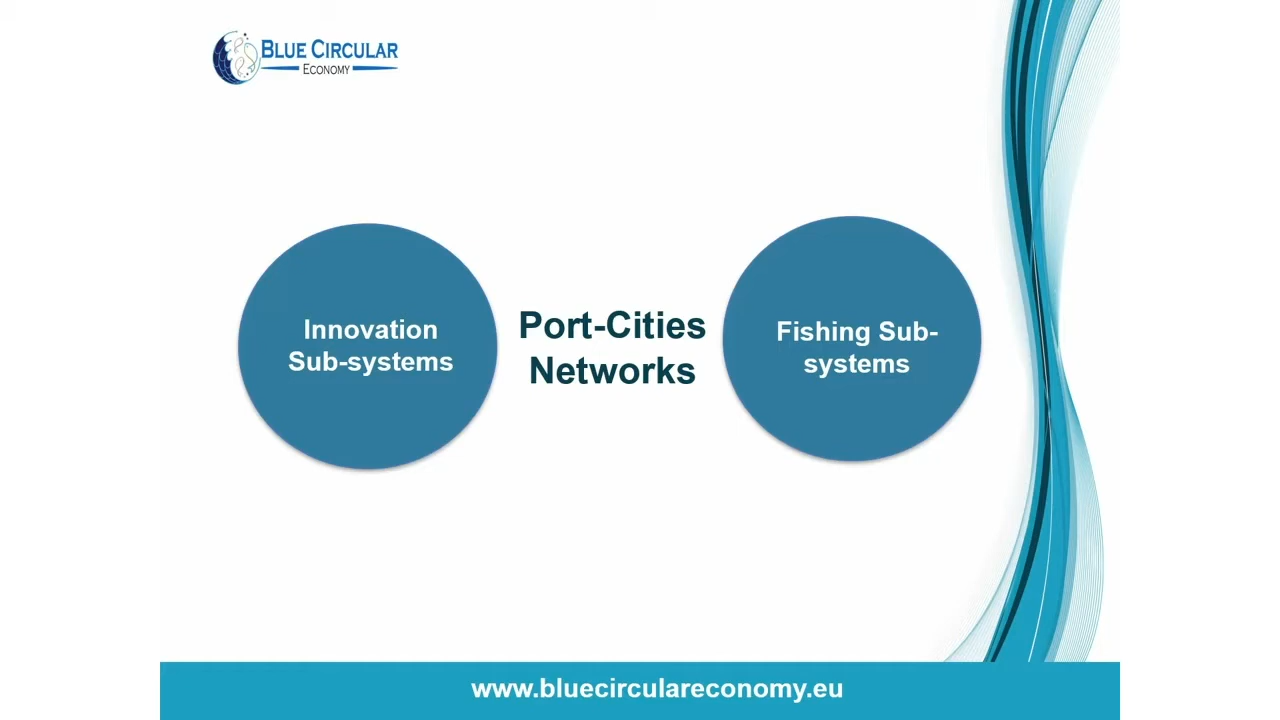 BLUE CIRCULAR
ECONOMY
Innovation
Sub-systems
Port-Cities
Networks
Fishing Sub-
systems
www.bluecirculareconomy.eu